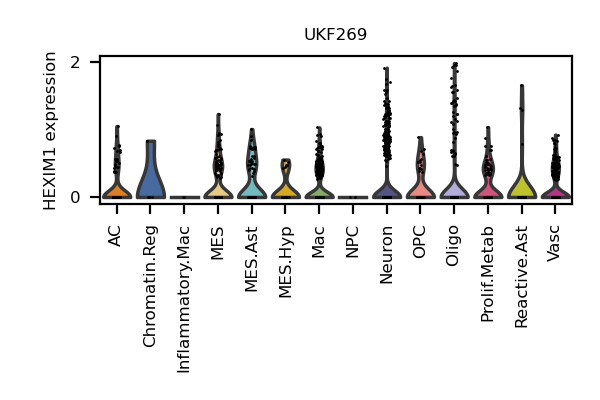 UKF269
HEXIM1 expression
2
0
AC
Chromatin.Reg
Inflammatory.Mac
MES
MES.Ast
MES.Hyp
Mac
NPC
Neuron
OPC
Oligo
Prolif.Metab
Reactive.Ast
Vasc